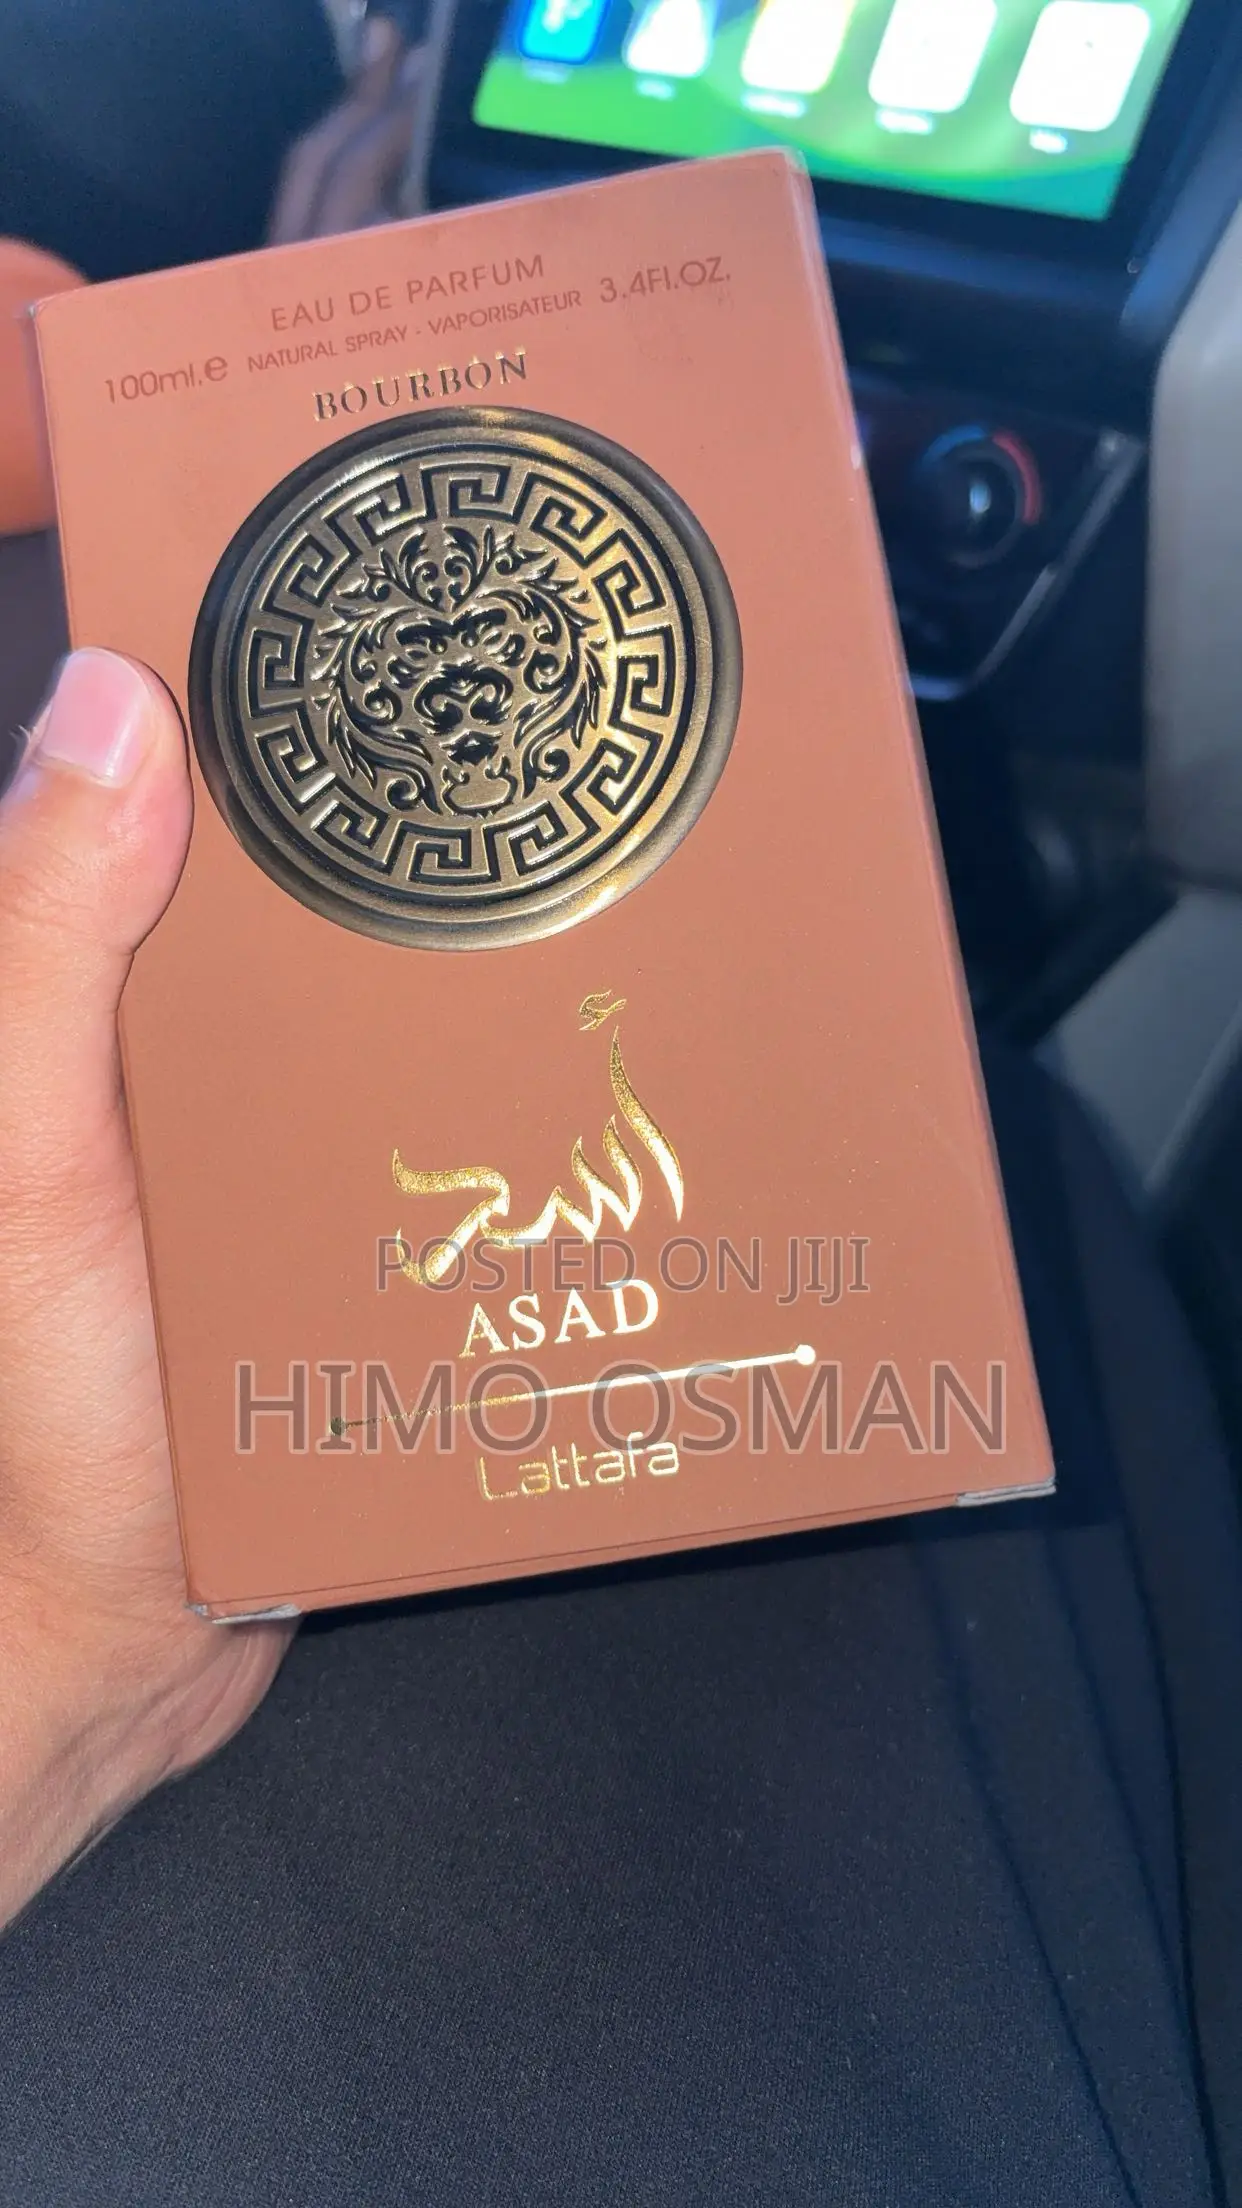 EAU DE PARFUM
100ml.e NATURAL SPRAY - VAPORISATEUR 3.4Fl.OZ.
BOURBON
أسد
POSTED ON JIJI
ASAD
HIMO OSMAN
Lattafa